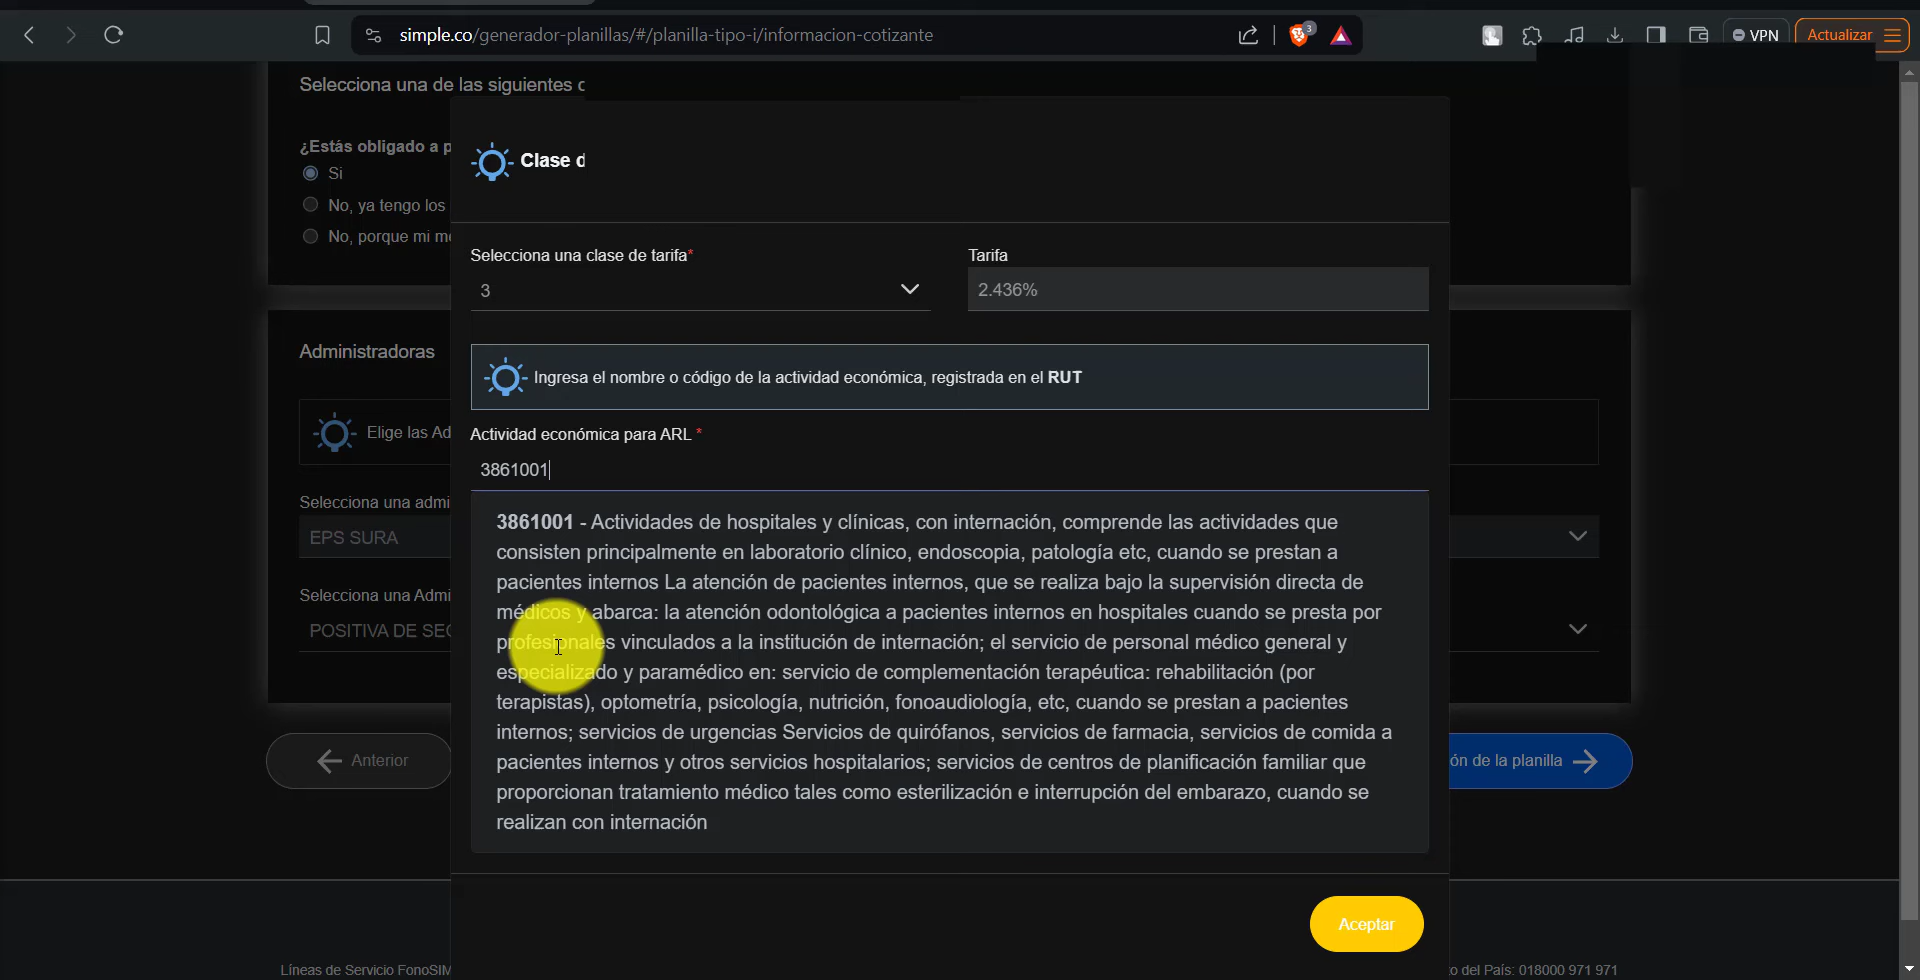 simple.co/generador-planillas/#/planilla-tipo-i/informacion-cotizante
3
VPN
Actualizar
Selecciona una de las siguientes
¿Estás obligado a p
Si
No, ya tengo los
No, porque mi
Clase d
Selecciona una clase de tarifa*
Tarifa
3
2.436%
Administradoras
Ingresa el nombre o código de la actividad económica, registrada en el RUT
Elige las Ad
Actividad económica para ARL *
3861001
Selecciona una admi
EPS SURA
Selecciona una Admi
POSITIVA DE SE
3861001 - Actividades de hospitales y clínicas, con internación, comprende las actividades que
consisten principalmente en laboratorio clínico, endoscopia, patología etc, cuando se prestan a
pacientes internos La atención de pacientes internos, que se realiza bajo la supervisión directa de
médicos y abarca: la atención odontológica a pacientes internos en hospitales cuando se presta por
profesionales vinculados a la institución de internación; el servicio de personal médico general y
especializado y paramédico en: servicio de complementación terapéutica: rehabilitación (por
terapistas), optometría, psicología, nutrición, fonoaudiología, etc, cuando se prestan a pacientes
internos; servicios de urgencias Servicios de quirófanos, servicios de farmacia, servicios de comida a
pacientes internos y otros servicios hospitalarios; servicios de centros de planificación familiar que
proporcionan tratamiento médico tales como esterilización e interrupción del embarazo, cuando se
realizan con internación
Anterior
ón de la planilla
Aceptar
Líneas de Servicio FonoSIM
o del País: 018000 971 971